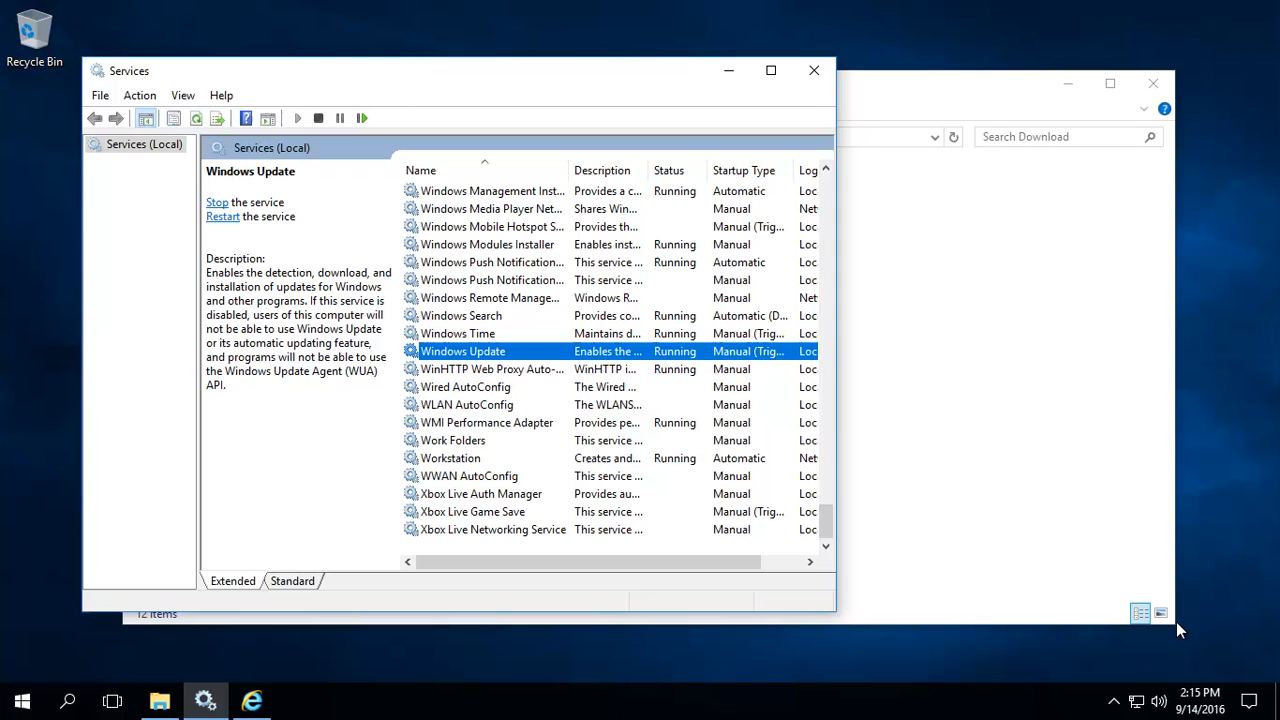 Recycle Bin
Services
File Action View Help
Search Download
Services (Local)
Services (Local)
Windows Update
Stop the service
Restart the service
Description:
Enables the detection, download, and
installation of updates for Windows
and other programs. If this service is
disabled, users of this computer will
not be able to use Windows Update
or its automatic updating feature,
and programs will not be able to use
the Windows Update Agent (WUA)
API.
Name Description Status Startup Type Log
Windows Management Inst... Provides a c... Running Automatic Loc
Windows Media Player Net... Shares Win... Manual Net
Windows Mobile Hotspot S... Provides th... Manual (Trig... Loc
Windows Modules Installer Enables inst... Running Manual Loc
Windows Push Notification... This service ... Running Automatic Loc
Windows Push Notification... This service ... Manual Loc
Windows Remote Manage... Windows R... Manual Net
Windows Search Provides co... Running Automatic (D... Loc
Windows Time Maintains d... Running Manual (Trig... Loc
Windows Update Enables the ... Running Manual (Trig... Loc
WinHTTP Web Proxy Auto-... WinHTTP i... Running Manual Loc
Wired AutoConfig The Wired ... Manual Loc
WLAN AutoConfig The WLANS... Manual Loc
WMI Performance Adapter Provides pe... Running Manual Loc
Work Folders This service ... Manual Loc
Workstation Creates and... Running Automatic Net
WWAN AutoConfig This service ... Manual Loc
Xbox Live Auth Manager Provides au... Manual Loc
Xbox Live Game Save This service ... Manual (Trig... Loc
Xbox Live Networking Service This service ... Manual Loc
Extended Standard
12 items
2:15 PM
9/14/2016